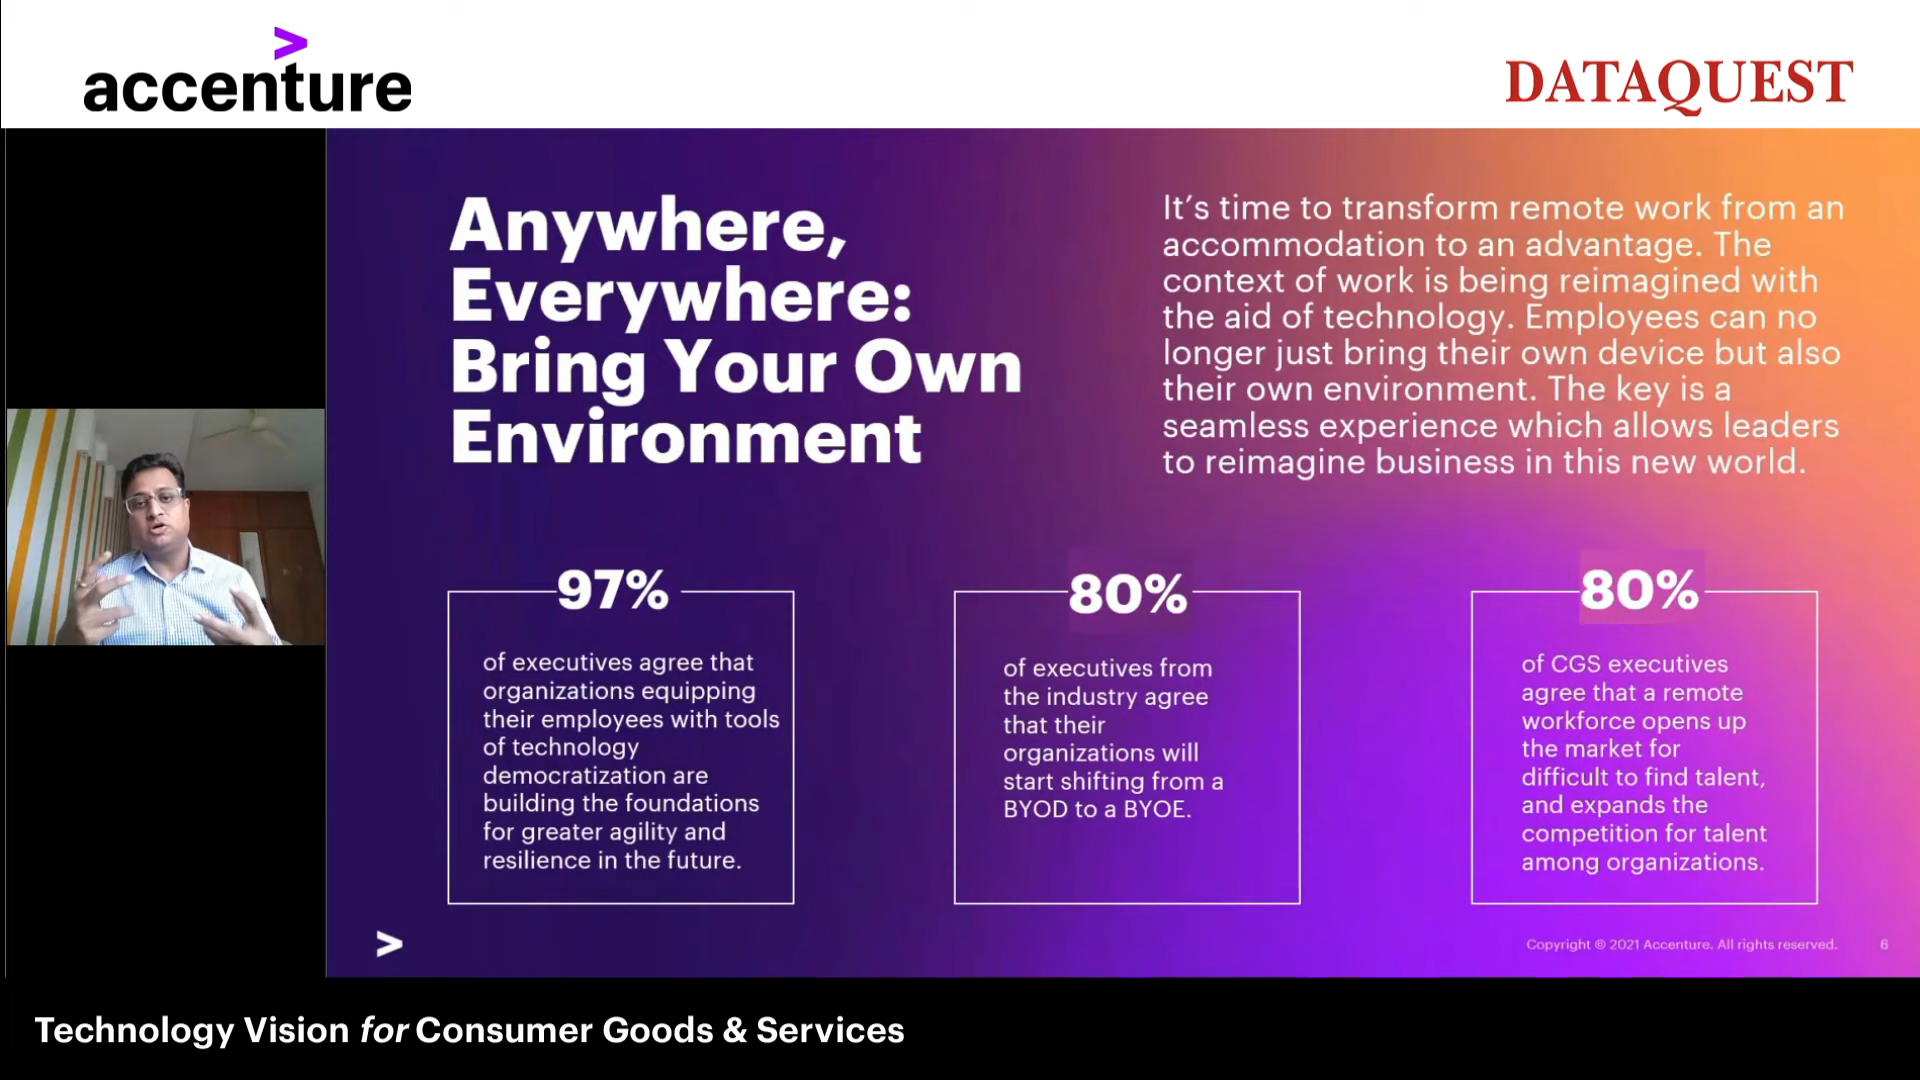 >
accenture
DATAQUEST
Anywhere,
Everywhere:
Bring Your Own
Environment
It’s time to transform remote work from an
accommodation to an advantage. The
context of work is being reimagined with
the aid of technology. Employees can no
longer just bring their own device but also
their own environment. The key is a
seamless experience which allows leaders
to reimagine business in this new world.
97%
of executives agree that
organizations equipping
their employees with tools
of technology
democratization are
building the foundations
for greater agility and
resilience in the future.
80%
of executives from
the industry agree
that their
organizations will
start shifting from a
BYOD to a BYOE.
80%
of CGS executives
agree that a remote
workforce opens up
the market for
difficult to find talent,
and expands the
competition for talent
among organizations.
>
Copyright © 2021 Accenture. All rights reserved.
6
Technology Vision for Consumer Goods & Services